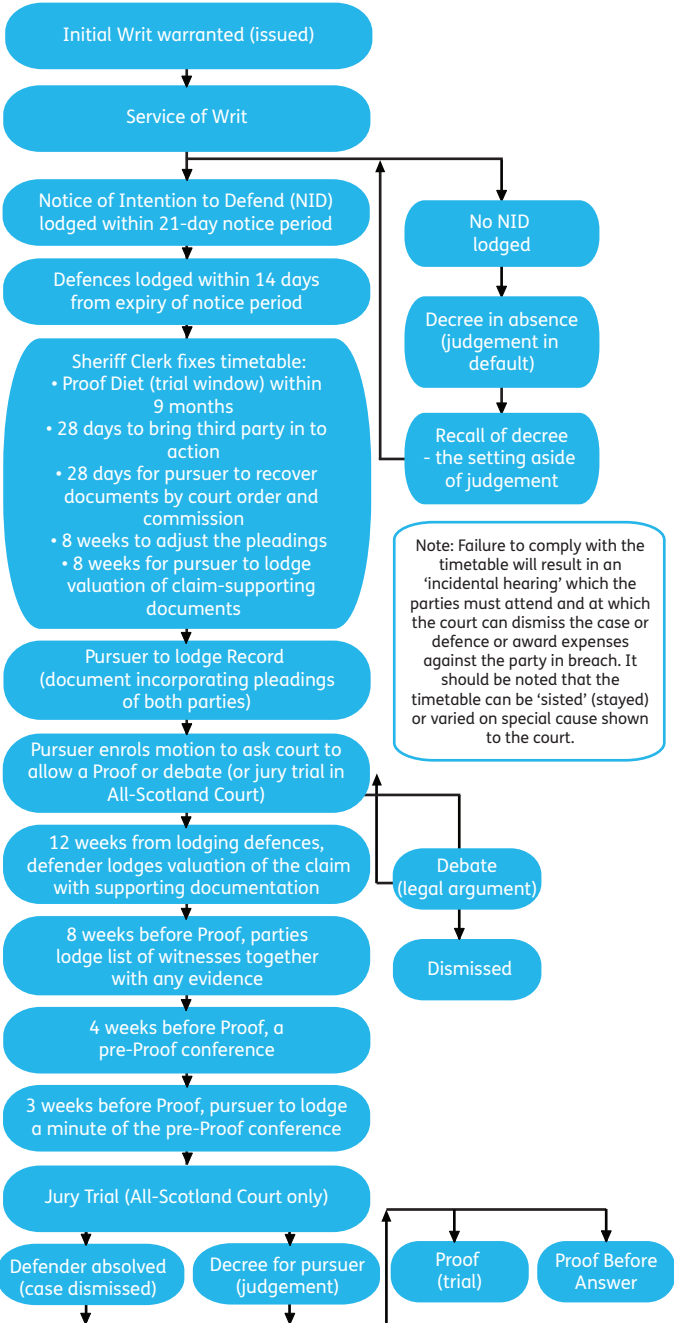 Initial Writ warranted (issued)
Service of Writ
Notice of Intention to Defend (NID)
lodged within 21-day notice period
No NID
lodged
Defences lodged within 14 days
from expiry of notice period
Decree in absence
(judgement in
default)
Sheriff Clerk fixes timetable:
• Proof Diet (trial window) within
9 months
• 28 days to bring third party in to
action
• 28 days for pursuer to recover
documents by court order and
commission
• 8 weeks to adjust the pleadings
• 8 weeks for pursuer to lodge
valuation of claim-supporting
documents
Recall of decree
- the setting aside
of judgement
Note: Failure to comply with the
timetable will result in an
‘incidental hearing’ which the
parties must attend and at which
the court can dismiss the case or
defence or award expenses
against the party in breach. It
should be noted that the
timetable can be ‘sisted’ (stayed)
or varied on special cause shown
to the court.
Pursuer to lodge Record
(document incorporating pleadings
of both parties)
Pursuer enrols motion to ask court to
allow a Proof or debate (or jury trial in
All-Scotland Court)
12 weeks from lodging defences,
defender lodges valuation of the claim
with supporting documentation
Debate
(legal argument)
8 weeks before Proof, parties
lodge list of witnesses together
with any evidence
Dismissed
4 weeks before Proof, a
pre-Proof conference
3 weeks before Proof, pursuer to lodge
a minute of the pre-Proof conference
Jury Trial (All-Scotland Court only)
Defender absolved
(case dismissed)
Decree for pursuer
(judgement)
Proof
(trial)
Proof Before
Answer